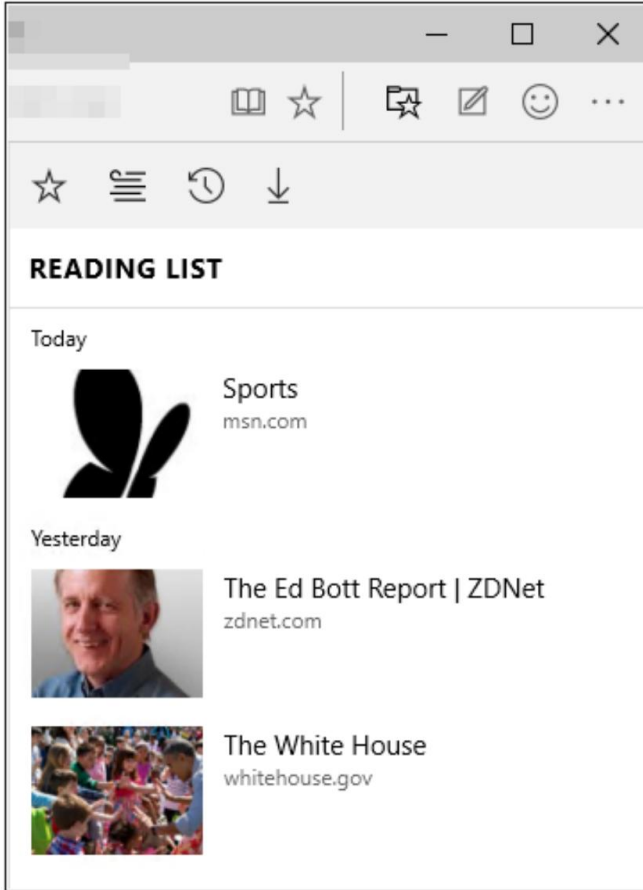 READING LIST
Today
Sports
msn.com
Yesterday
The Ed Bott Report | ZDNet
zdnet.com
The White House
whitehouse.gov